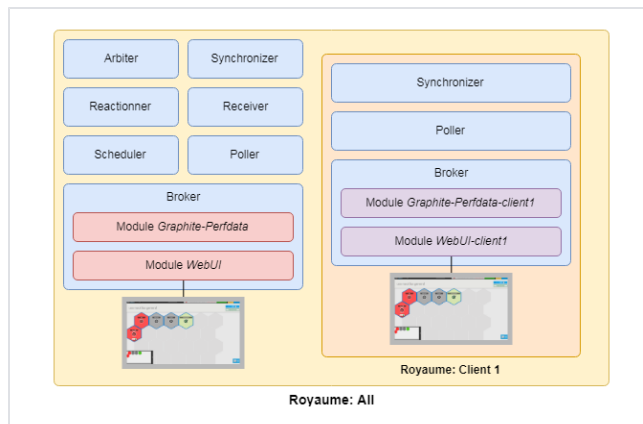 Arbiter
Synchronizer
Reactionner
Receiver
Scheduler
Poller
Broker
Module Graphite-Perfdata
Module WebUI
Synchronizer
Poller
Broker
Module Graphite-Perfdata-client1
Module WebUI-client1
Royaume: Client 1
Royaume: All